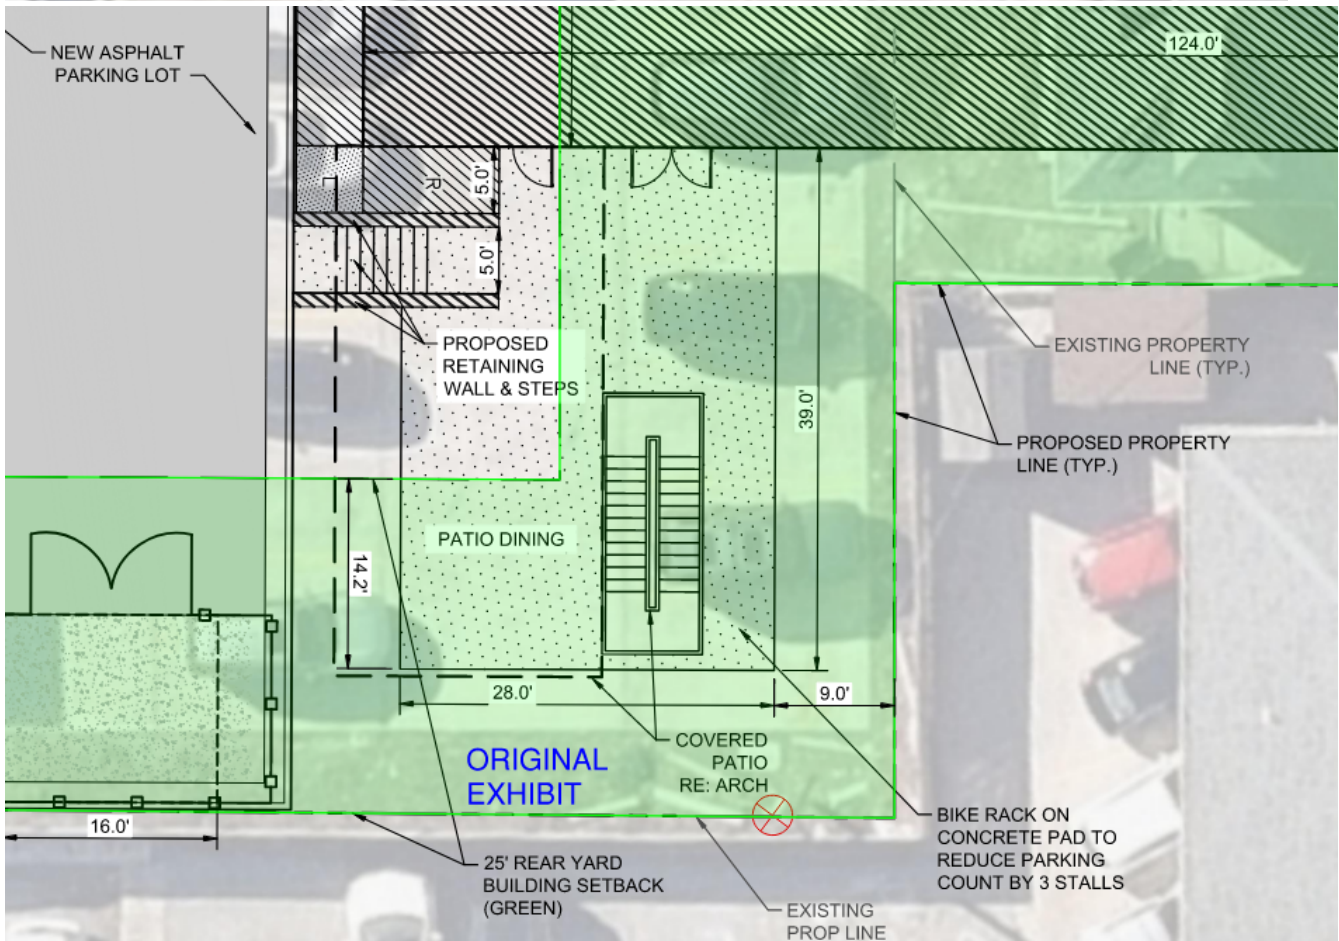 NEW ASPHALT
PARKING LOT
124.0'
L
R
5.0'
5.0'
PROPOSED
RETAINING
WALL & STEPS
EXISTING PROPERTY
LINE (TYP.)
39.0'
PROPOSED PROPERTY
LINE (TYP.)
PATIO DINING
14.2'
28.0'
9.0'
ORIGINAL
EXHIBIT
COVERED
PATIO
RE: ARCH
16.0'
BIKE RACK ON
CONCRETE PAD TO
REDUCE PARKING
COUNT BY 3 STALLS
25' REAR YARD
BUILDING SETBACK
(GREEN)
EXISTING
PROP LINE